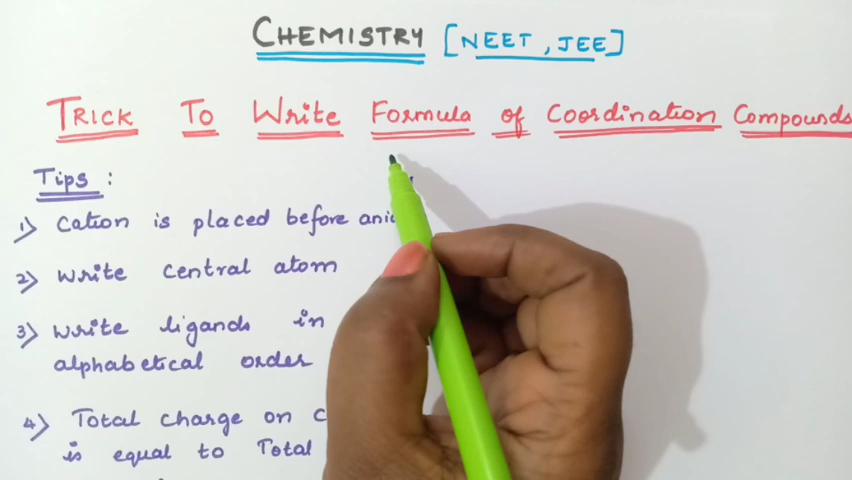 CHEMISTRY [NEET, JEE]
TRICK TO Write Formula of Coordination Compounds
Tips :
1) Cation is placed before
2) Write central atom
3) Write ligands in
alphabetical order
4) Total charge on
is equal to Total